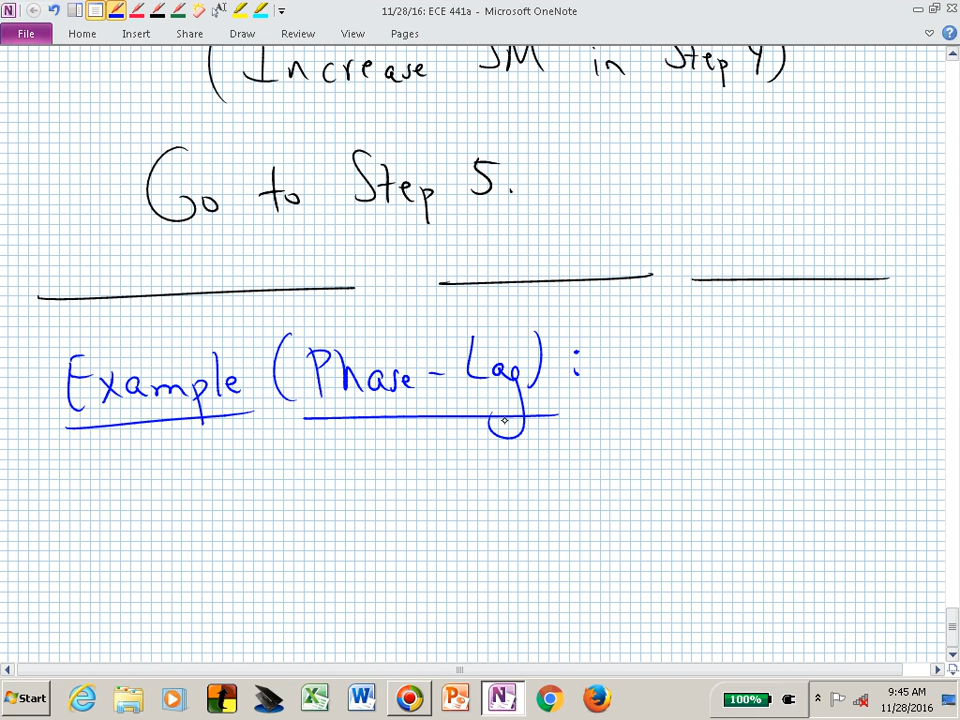 11/28/16: ECE 441a - Microsoft OneNote
File Home Insert Share Draw Review View Pages
(Increase SM in Step 4)
Go to Step 5.
Example (Phase-Lag):
Start 100% 9:45 AM
11/28/2016